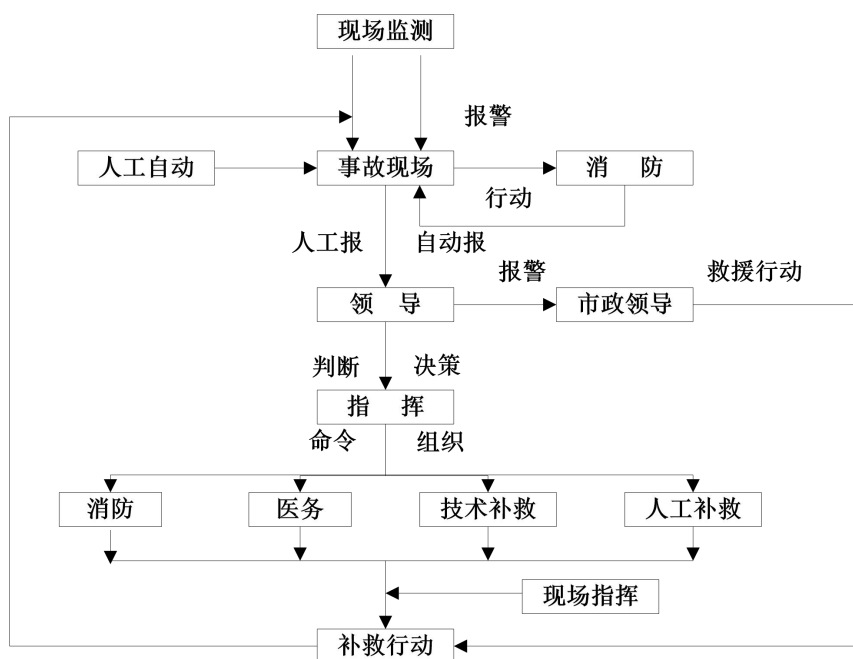 现场监测
报警
人工自动
事故现场
消 防
行动
人工报
自动报
报警
救援行动
领 导
市政领导
判断
决策
指 挥
命令
组织
消防
医务
技术补救
人工补救
现场指挥
补救行动